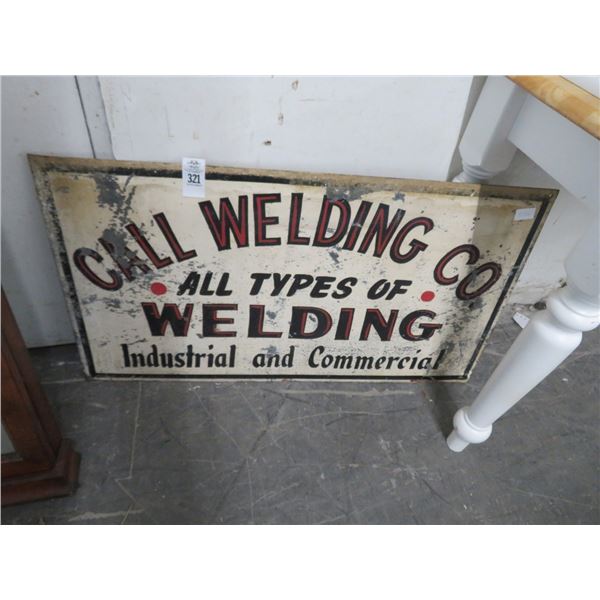 321
CALL WELDING CO
ALL TYPES OF
WELDING
Industrial and Commercial